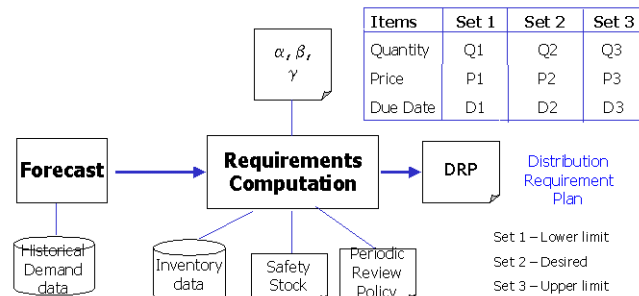 Items Set 1 Set 2 Set 3
Quantity Q1 Q2 Q3
Price P1 P2 P3
Due Date D1 D2 D3
α, β,
γ
Forecast
Requirements
Computation
DRP
Distribution
Requirement
Plan
Historical
Demand
data
Inventory
data
Safety
Stock
Periodic
Review
Policy
Set 1 – Lower limit
Set 2 – Desired
Set 3 – Upper limit